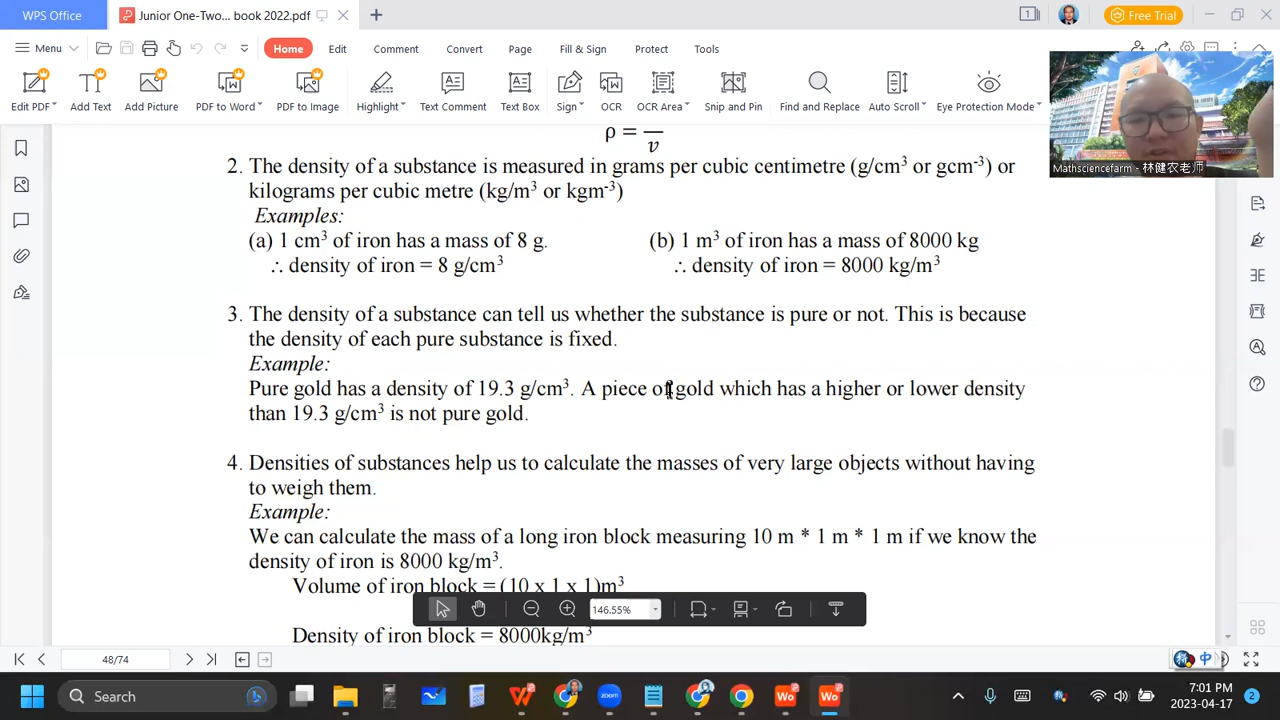 WPS Office
Junior One-Two... book 2022.pdf
Free Trial
Menu
Home Edit Comment Convert Page Fill & Sign Protect Tools
Edit PDF Add Text Add Picture PDF to Word PDF to Image Highlight Text Comment Text Box Sign OCR OCR Area Snip and Pin Find and Replace Auto Scroll Eye Protection Mode
Mathsciencefarm - 林健农老师
ρ = —
v
2. The density of a substance is measured in grams per cubic centimetre (g/cm³ or gcm⁻³) or
kilograms per cubic metre (kg/m³ or kgm⁻³)
Examples:
(a) 1 cm³ of iron has a mass of 8 g. (b) 1 m³ of iron has a mass of 8000 kg
∴ density of iron = 8 g/cm³ ∴ density of iron = 8000 kg/m³
3. The density of a substance can tell us whether the substance is pure or not. This is because
the density of each pure substance is fixed.
Example:
Pure gold has a density of 19.3 g/cm³. A piece of gold which has a higher or lower density
than 19.3 g/cm³ is not pure gold.
4. Densities of substances help us to calculate the masses of very large objects without having
to weigh them.
Example:
We can calculate the mass of a long iron block measuring 10 m * 1 m * 1 m if we know the
density of iron is 8000 kg/m³.
Volume of iron block = (10 x 1 x 1)m³
146.55%
Density of iron block = 8000kg/m³
48/74
中
Search
7:01 PM
2023-04-17
2